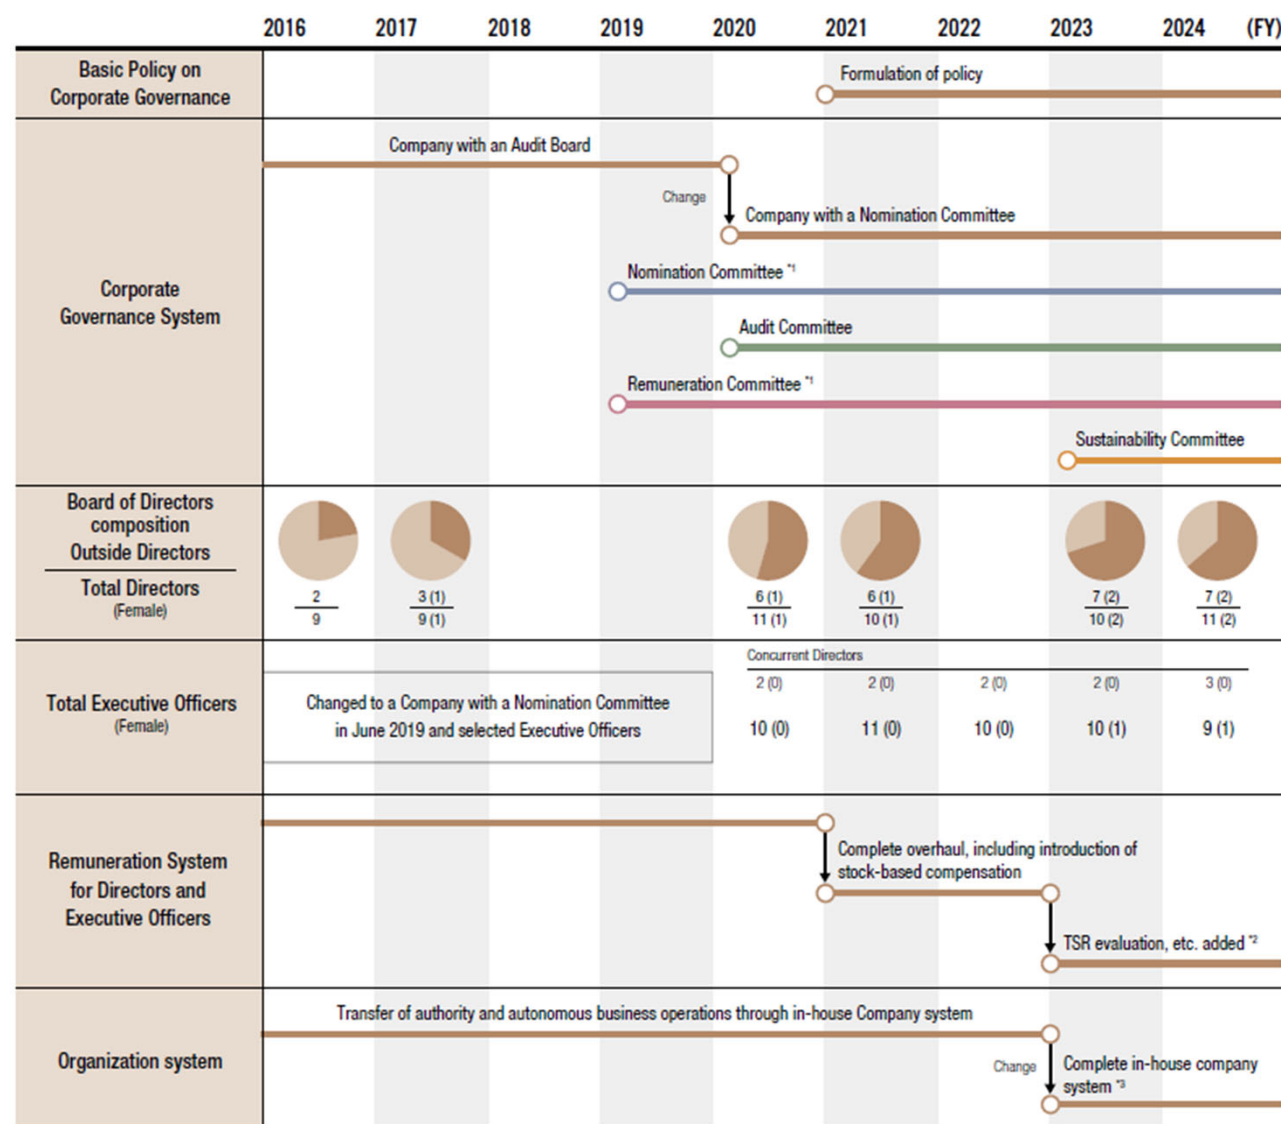 2016 2017 2018 2019 2020 2021 2022 2023 2024 (FY)
Basic Policy on
Corporate Governance
Formulation of policy
Corporate
Governance System
Company with an Audit Board
Change
Company with a Nomination Committee
Nomination Committee *1
Audit Committee
Remuneration Committee *1
Sustainability Committee
Board of Directors
composition
Outside Directors
Total Directors
(Female)
2 3 (1) 6 (1) 6 (1) 7 (2) 7 (2)
9 9 (1) 11 (1) 10 (1) 10 (2) 11 (2)
Total Executive Officers
(Female)
Changed to a Company with a Nomination Committee
in June 2019 and selected Executive Officers
Concurrent Directors
2 (0) 2 (0) 2 (0) 2 (0) 3 (0)
10 (0) 11 (0) 10 (0) 10 (1) 9 (1)
Remuneration System
for Directors and
Executive Officers
Complete overhaul, including introduction of
stock-based compensation
TSR evaluation, etc. added *2
Organization system
Transfer of authority and autonomous business operations through in-house Company system
Change
Complete in-house company
system *3